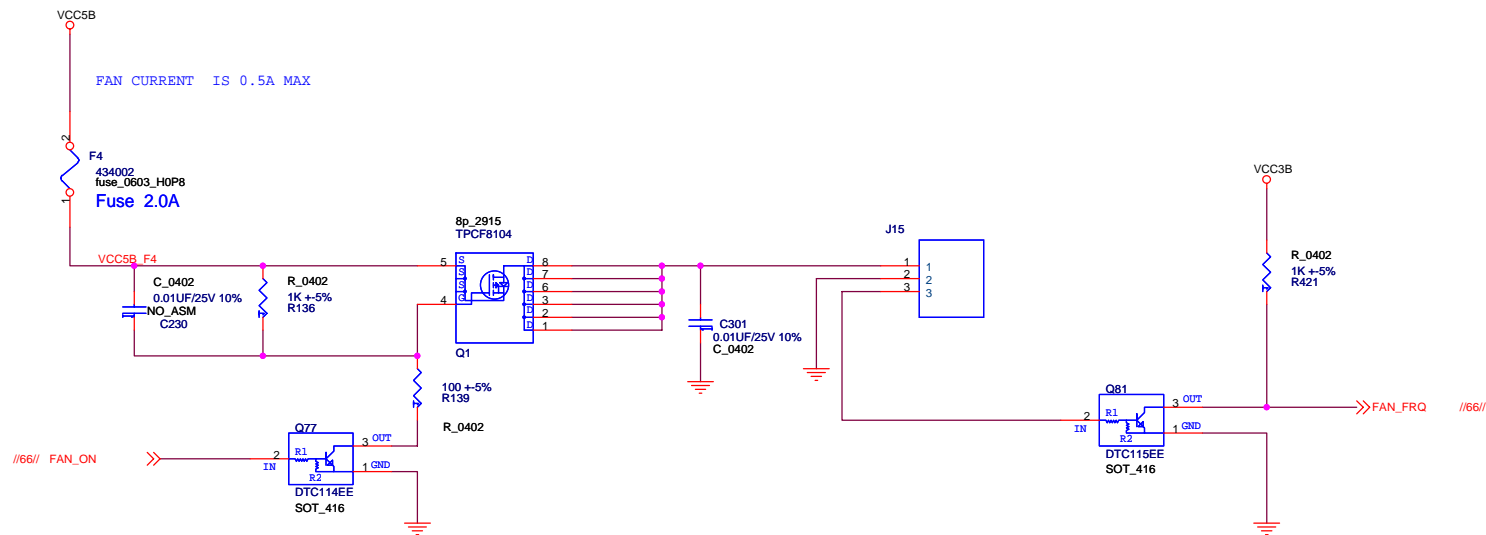 VCC5B
FAN CURRENT IS 0.5A MAX
2
F4
434002
fuse_0603_H0P8
Fuse 2.0A
1
VCC5B_F4
C_0402
0.01UF/25V 10%
NO_ASM
C230
R_0402
1K +-5%
R136
8p_2915
TPCF8104
5
4
S
S
S
G
D
D
D
D
D
D
8
7
6
3
2
1
Q1
100 +-5%
R139
R_0402
C301
0.01UF/25V 10%
C_0402
J15
1
2
3
1
2
3
VCC3B
R_0402
1K +-5%
R421
Q81
2
IN
R1
R2
3 OUT
1 GND
DTC115EE
SOT_416
FAN_FRQ //66//
//66// FAN_ON
Q77
2
IN
R1
R2
3 OUT
1 GND
DTC114EE
SOT_416